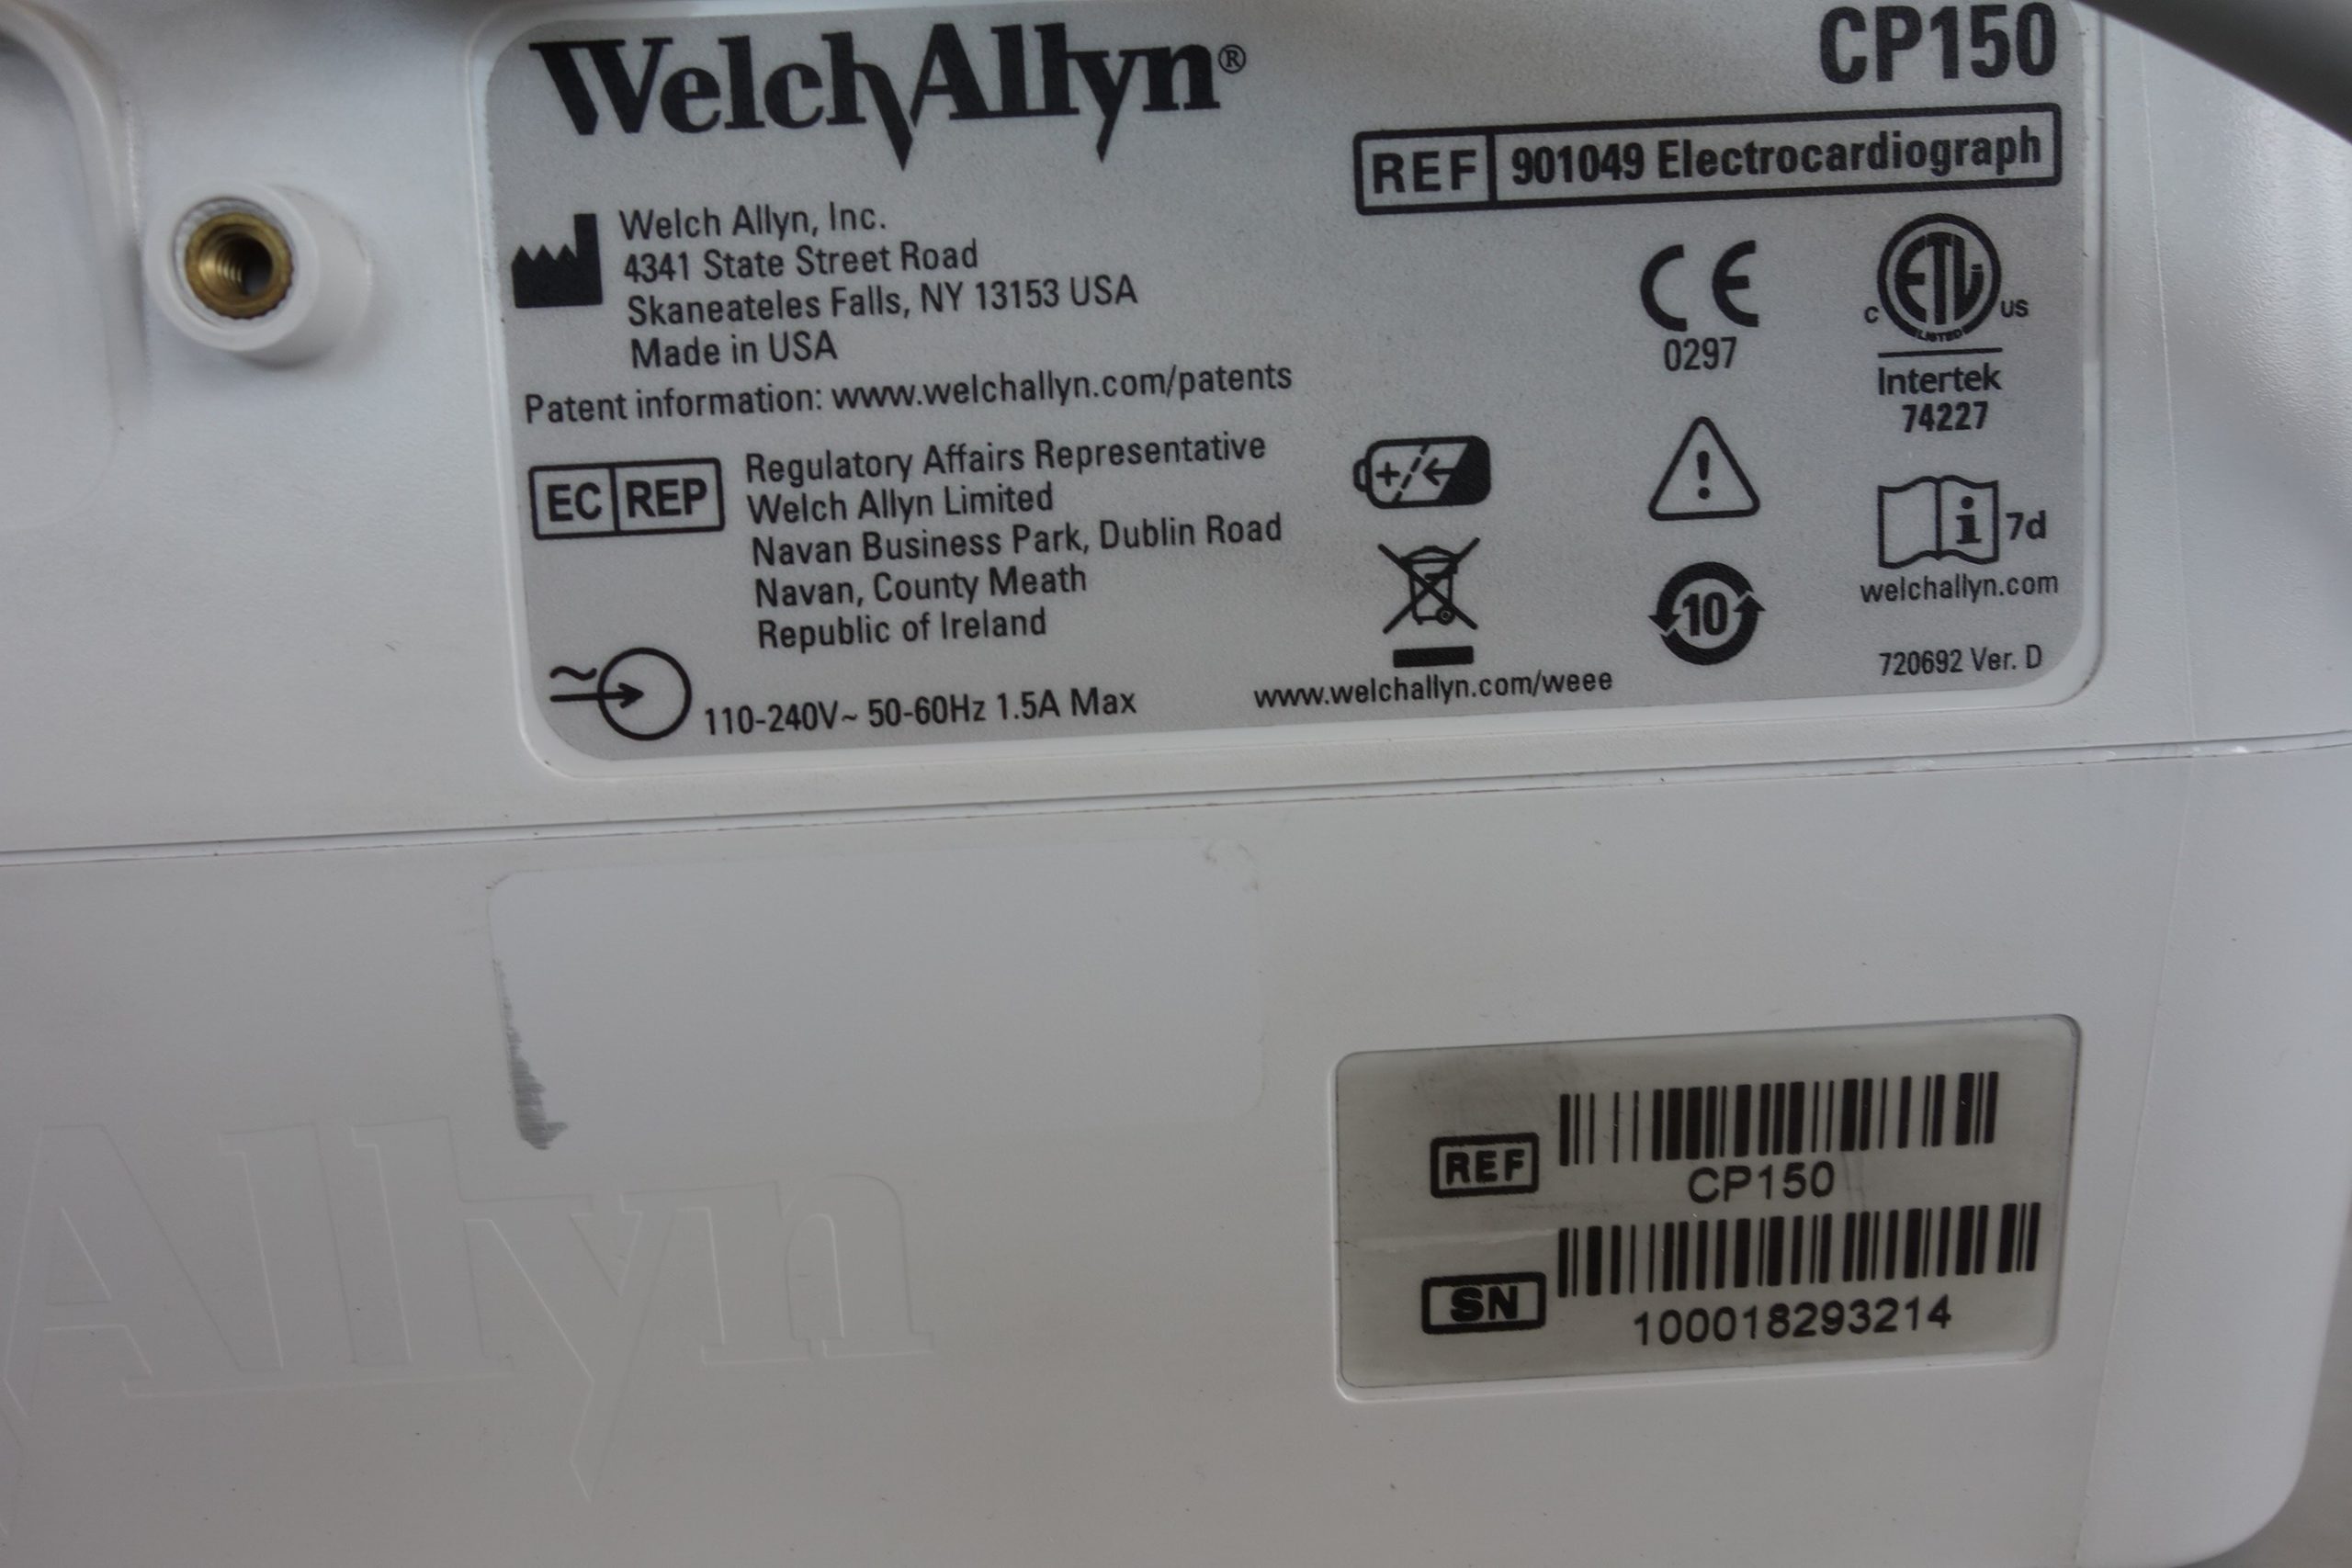 WelchAllyn®
CP150
REF 901049 Electrocardiograph
Welch Allyn, Inc.
4341 State Street Road
Skaneateles Falls, NY 13153 USA
Made in USA
Patent information: www.welchallyn.com/patents
EC REP
Regulatory Affairs Representative
Welch Allyn Limited
Navan Business Park, Dublin Road
Navan, County Meath
Republic of Ireland
110-240V~ 50-60Hz 1.5A Max
CE
0297
C ETL US
LISTED
Intertek
74227
10
i 7d
welchallyn.com
www.welchallyn.com/weee
720692 Ver. D
Allyn
REF
CP150
SN
100018293214